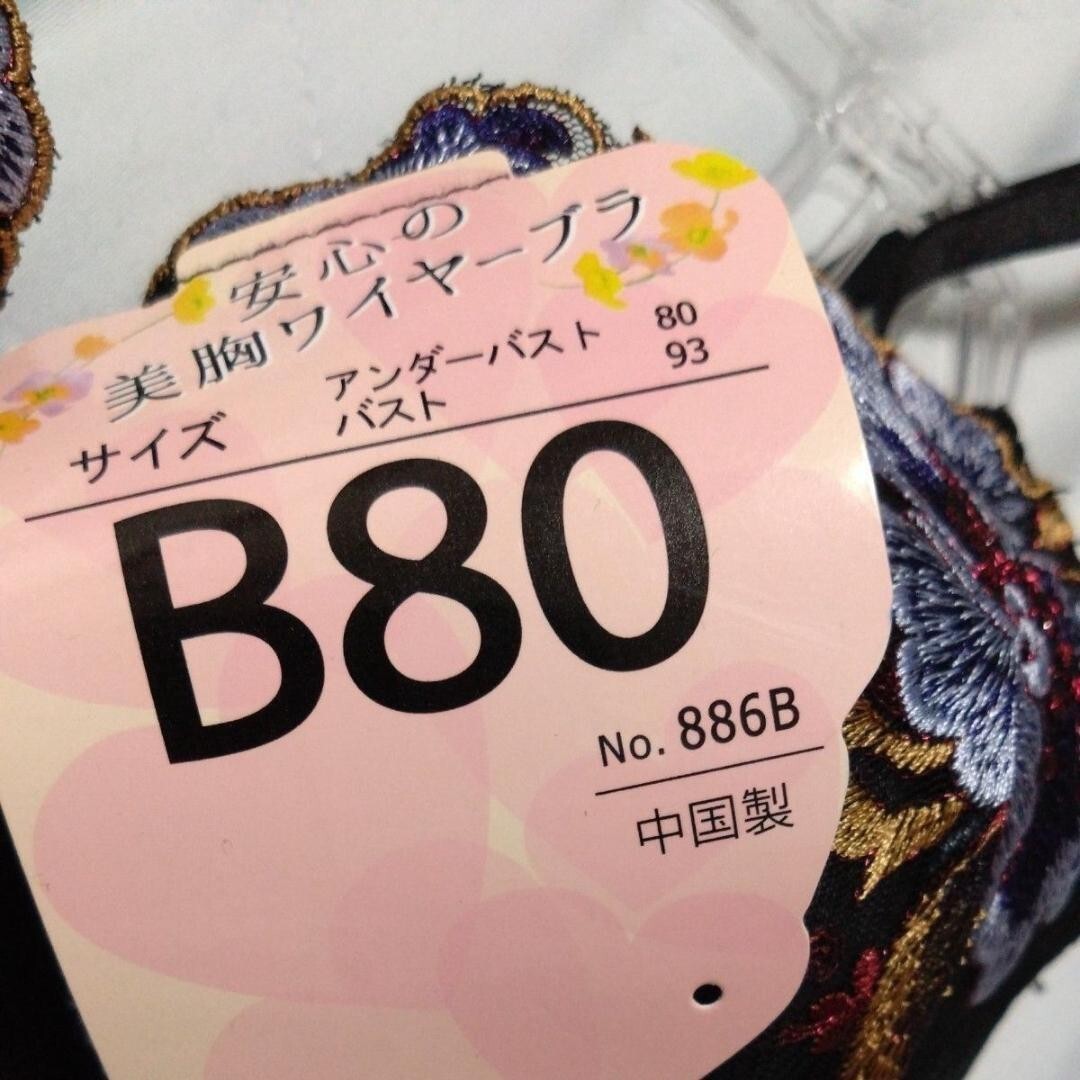 安心の
美胸ワイヤーブラ
サイズ アンダーバスト 80
バスト 93
B80
No. 886B
中国製